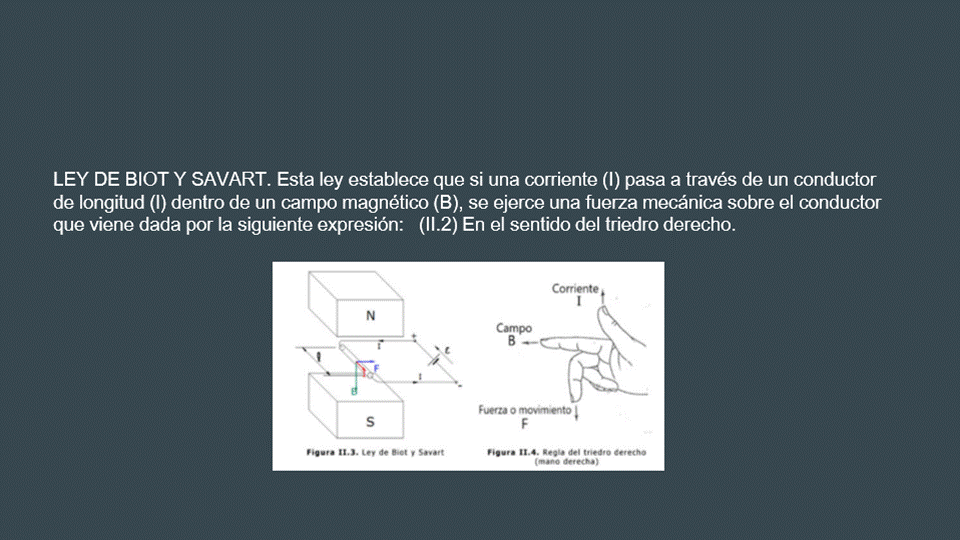 LEY DE BIOT Y SAVART. Esta ley establece que si una corriente (I) pasa a través de un conductor
de longitud (l) dentro de un campo magnético (B), se ejerce una fuerza mecánica sobre el conductor
que viene dada por la siguiente expresión: (II.2) En el sentido del triedro derecho.
N
I
+
ε
l
F
I
B
I
-
S
Figura II.3. Ley de Biot y Savart
Corriente
I
Campo
B
Fuerza o movimiento
F
Figura II.4. Regla del triedro derecho
(mano derecha)